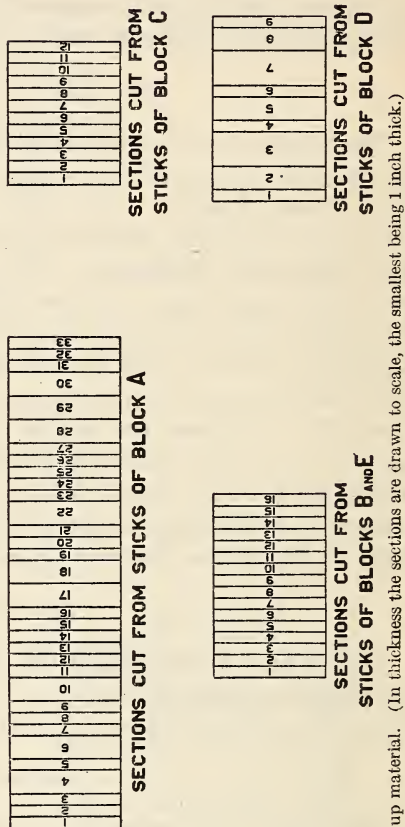 1 2 3 4 5 6 7 8 9 10 11 12 13 14 15 16 17 18 19 20 21 22 23 24 25 26 27 28 29 30 31 32 33
SECTIONS CUT FROM STICKS OF BLOCK A
1 2 3 4 5 6 7 8 9 10 11 12
SECTIONS CUT FROM
STICKS OF BLOCK C
1 2 3 4 5 6 7 8 9 10 11 12 13 14 15 16
SECTIONS CUT FROM
STICKS OF BLOCKS B AND E
1 2 3 4 5 6 7 8 9
SECTIONS CUT FROM
STICKS OF BLOCK D
up material. (In thickness the sections are drawn to scale, the smallest being 1 inch thick.)